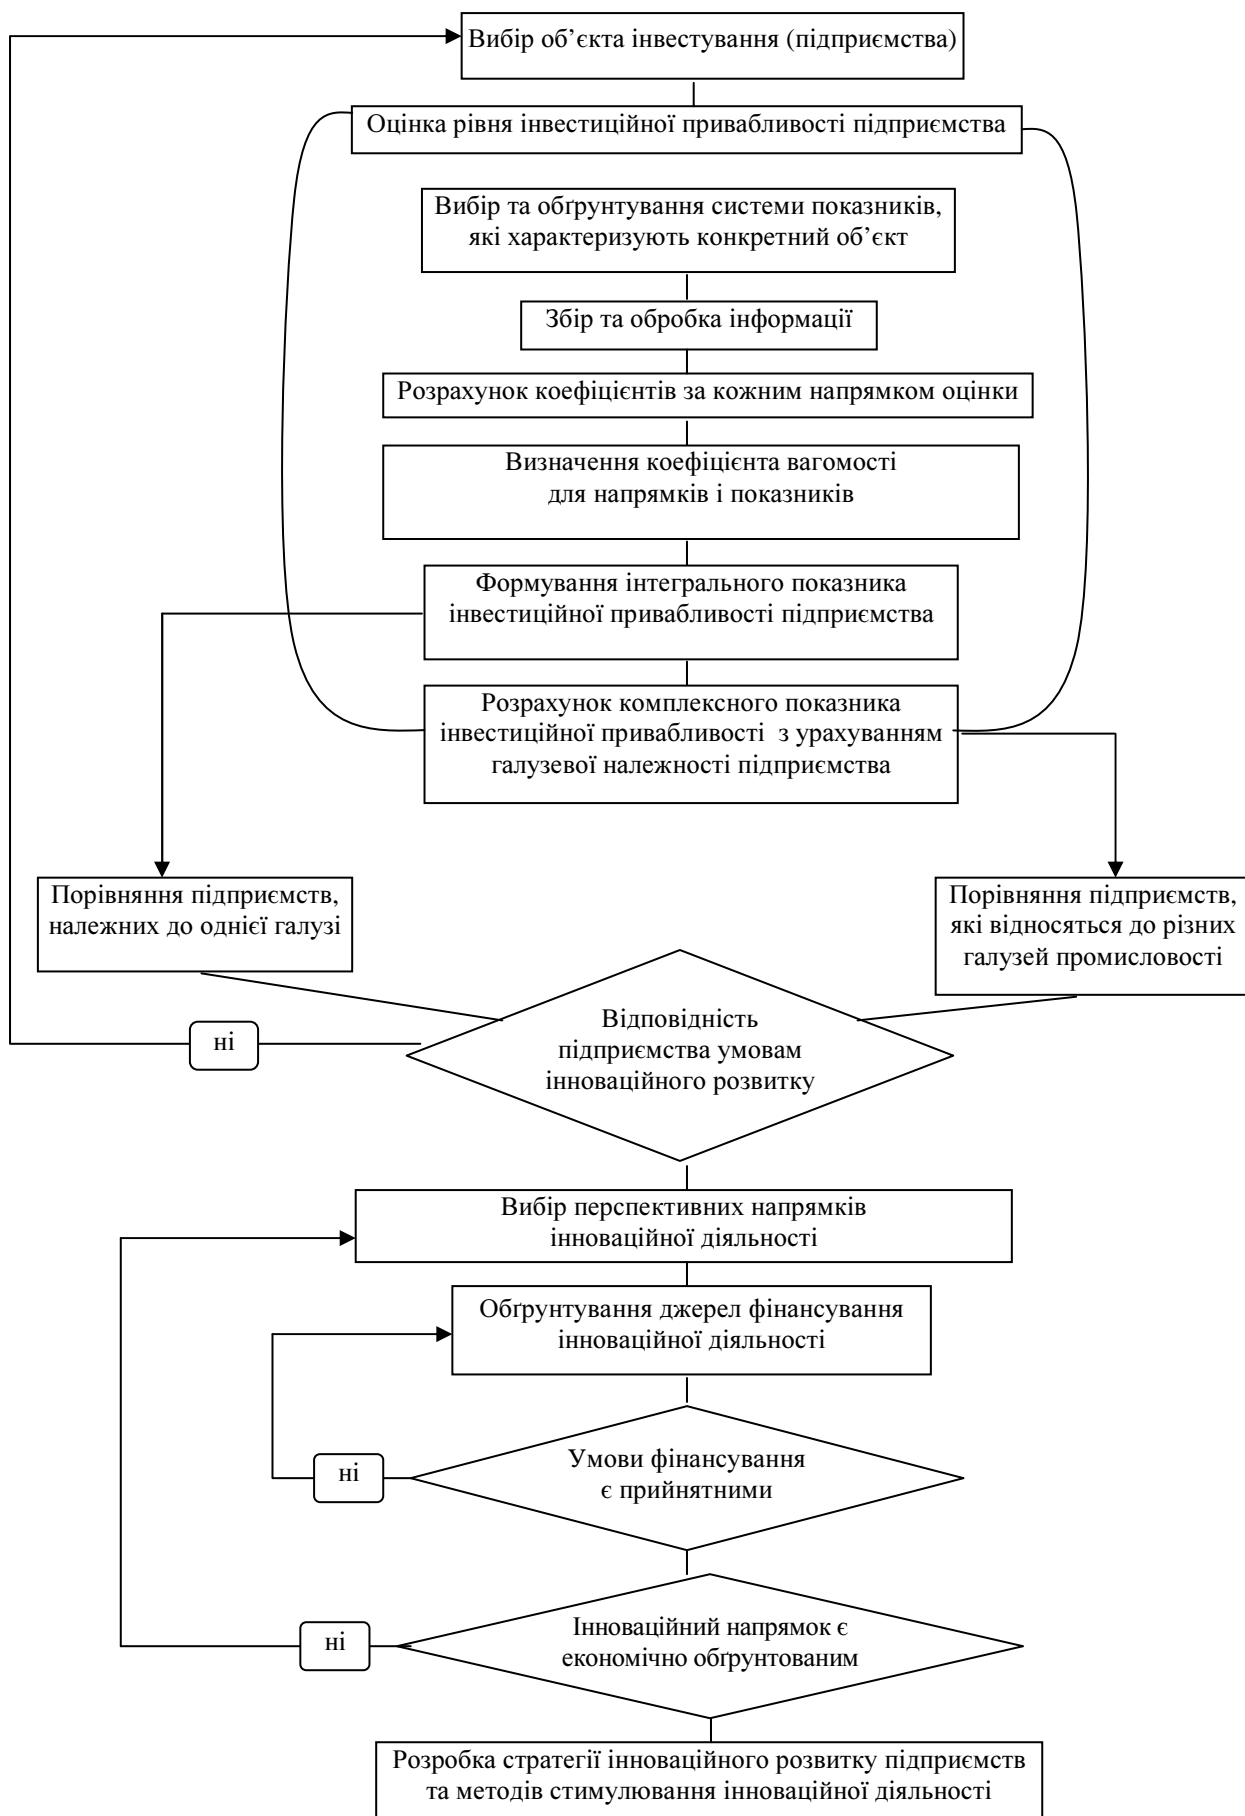 Вибір об’єкта інвестування (підприємства)
Оцінка рівня інвестиційної привабливості підприємства
Вибір та обґрунтування системи показників,
які характеризують конкретний об’єкт
Збір та обробка інформації
Розрахунок коефіцієнтів за кожним напрямком оцінки
Визначення коефіцієнта вагомості
для напрямків і показників
Формування інтегрального показника
інвестиційної привабливості підприємства
Розрахунок комплексного показника
інвестиційної привабливості з урахуванням
галузевої належності підприємства
Порівняння підприємств,
належних до однієї галузі
Порівняння підприємств,
які відносяться до різних
галузей промисловості
Відповідність
підприємства умовам
інноваційного розвитку
ні
Вибір перспективних напрямків
інноваційної діяльності
Обґрунтування джерел фінансування
інноваційної діяльності
Умови фінансування
є прийнятними
ні
Інноваційний напрямок є
економічно обґрунтованим
ні
Розробка стратегії інноваційного розвитку підприємств
та методів стимулювання інноваційної діяльності